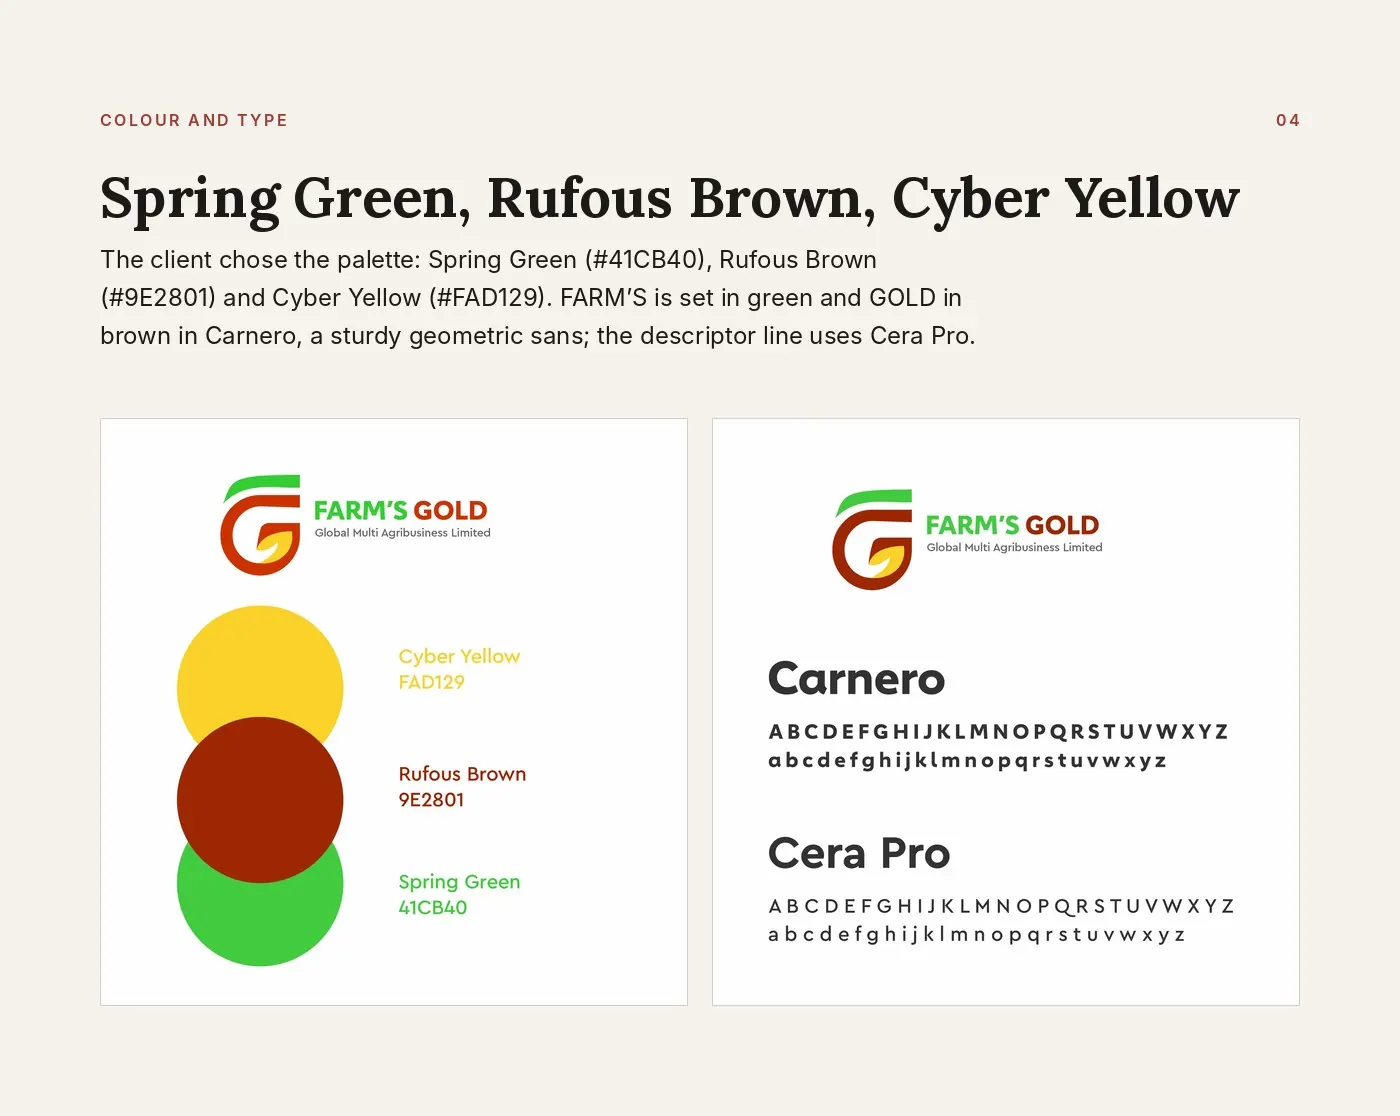 COLOUR AND TYPE
04
Spring Green, Rufous Brown, Cyber Yellow
The client chose the palette: Spring Green (#41CB40), Rufous Brown
(#9E2801) and Cyber Yellow (#FAD129). FARM’S is set in green and GOLD in
brown in Carnero, a sturdy geometric sans; the descriptor line uses Cera Pro.
FARM’S GOLD
Global Multi Agribusiness Limited
Cyber Yellow
FAD129
Rufous Brown
9E2801
Spring Green
41CB40
FARM’S GOLD
Global Multi Agribusiness Limited
Carnero
ABCDEFGHIJKLMNOPQRSTUVWXYZ
abcdefghijklmnopqrstuvwxyz
Cera Pro
ABCDEFGHIJKLMNOPQRSTUVWXYZ
abcdefghijklmnopqrstuvwxyz